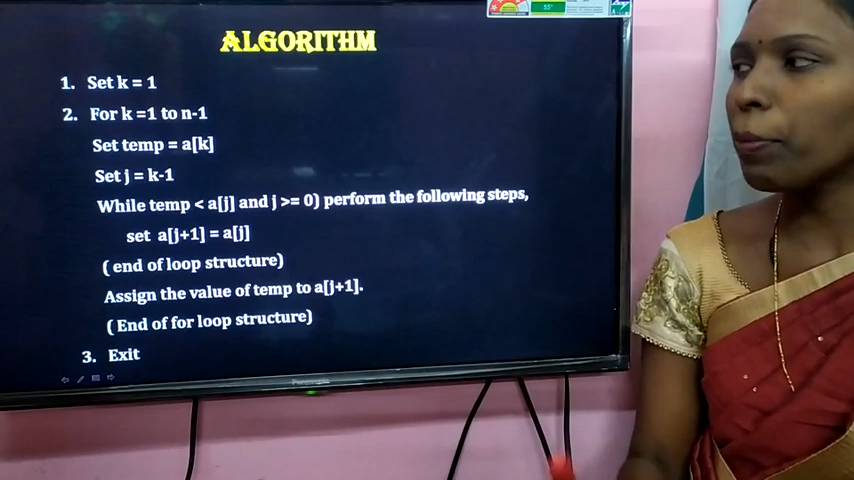 ALGORITHM
1. Set k = 1
2. For k =1 to n-1
Set temp = a[k]
Set j = k-1
While temp < a[j] and j >= 0) perform the following steps,
set a[j+1] = a[j]
( end of loop structure)
Assign the value of temp to a[j+1].
( End of for loop structure)
3. Exit
55"
Panasonic